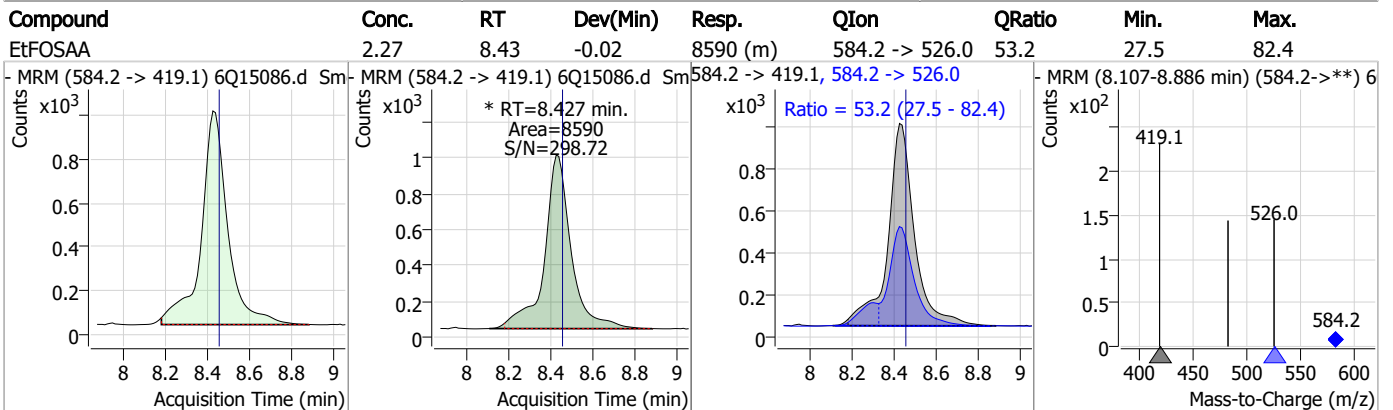 Compound Conc. RT Dev(Min) Resp. QIon QRatio Min. Max.
EtFOSAA 2.27 8.43 -0.02 8590 (m) 584.2 -> 526.0 53.2 27.5 82.4
- MRM (584.2 -> 419.1) 6Q15086.d Sm
Counts
x10³
0.8
0.6
0.4
0.2
0
8 8.2 8.4 8.6 8.8 9
Acquisition Time (min)
- MRM (584.2 -> 419.1) 6Q15086.d Sm
Counts
x10³
* RT=8.427 min.
Area=8590
S/N=298.72
1
0.8
0.6
0.4
0.2
0
8 8.2 8.4 8.6 8.8 9
Acquisition Time (min)
584.2 -> 419.1, 584.2 -> 526.0
Counts
x10³
Ratio = 53.2 (27.5 - 82.4)
0.8
0.6
0.4
0.2
0
8 8.2 8.4 8.6 8.8 9
Acquisition Time (min)
- MRM (8.107-8.886 min) (584.2->**) 6
Counts
x10²
419.1
2
526.0
1.5
1
0.5
584.2
0
400 450 500 550 600
Mass-to-Charge (m/z)